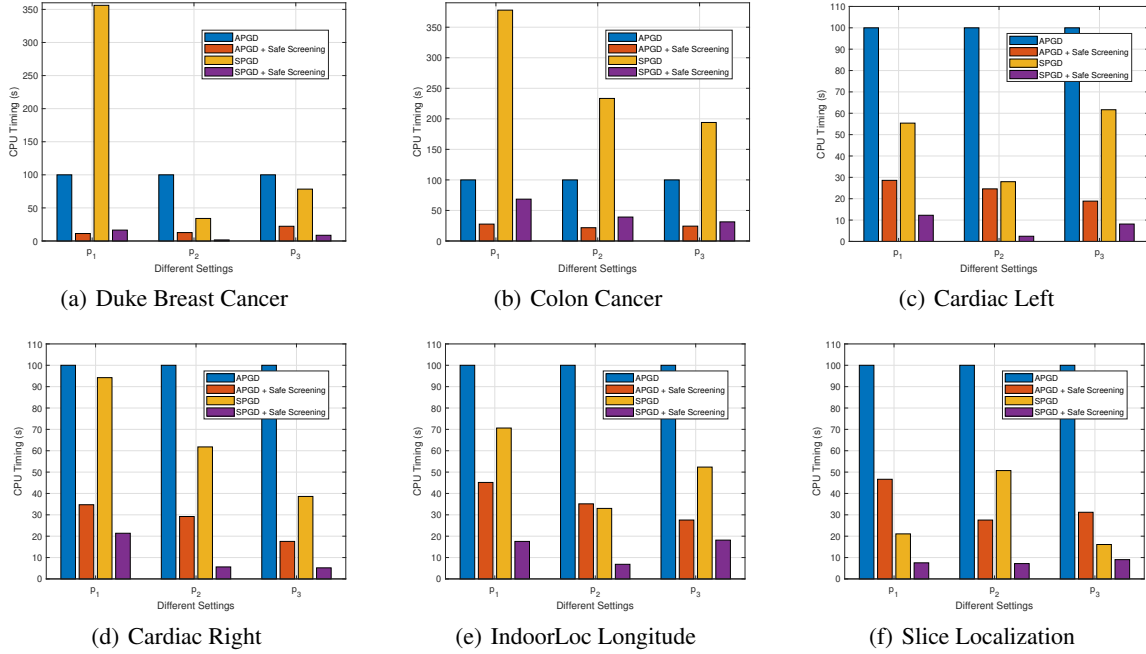 350
300
250
200
150
100
50
0
CPU Timing (s)
APGD
APGD + Safe Screening
SPGD
SPGD + Safe Screening
p1
p2
p3
Different Settings
(a) Duke Breast Cancer
350
300
250
200
150
100
50
0
CPU Timing (s)
APGD
APGD + Safe Screening
SPGD
SPGD + Safe Screening
p1
p2
p3
Different Settings
(b) Colon Cancer
110
100
90
80
70
60
50
40
30
20
10
0
CPU Timing (s)
APGD
APGD + Safe Screening
SPGD
SPGD + Safe Screening
p1
p2
p3
Different Settings
(c) Cardiac Left
110
100
90
80
70
60
50
40
30
20
10
0
CPU Timing (s)
APGD
APGD + Safe Screening
SPGD
SPGD + Safe Screening
p1
p2
p3
Different Settings
(d) Cardiac Right
110
100
90
80
70
60
50
40
30
20
10
0
CPU Timing (s)
APGD
APGD + Safe Screening
SPGD
SPGD + Safe Screening
p1
p2
p3
Different Settings
(e) IndoorLoc Longitude
110
100
90
80
70
60
50
40
30
20
10
0
CPU Timing (s)
APGD
APGD + Safe Screening
SPGD
SPGD + Safe Screening
p1
p2
p3
Different Settings
(f) Slice Localization